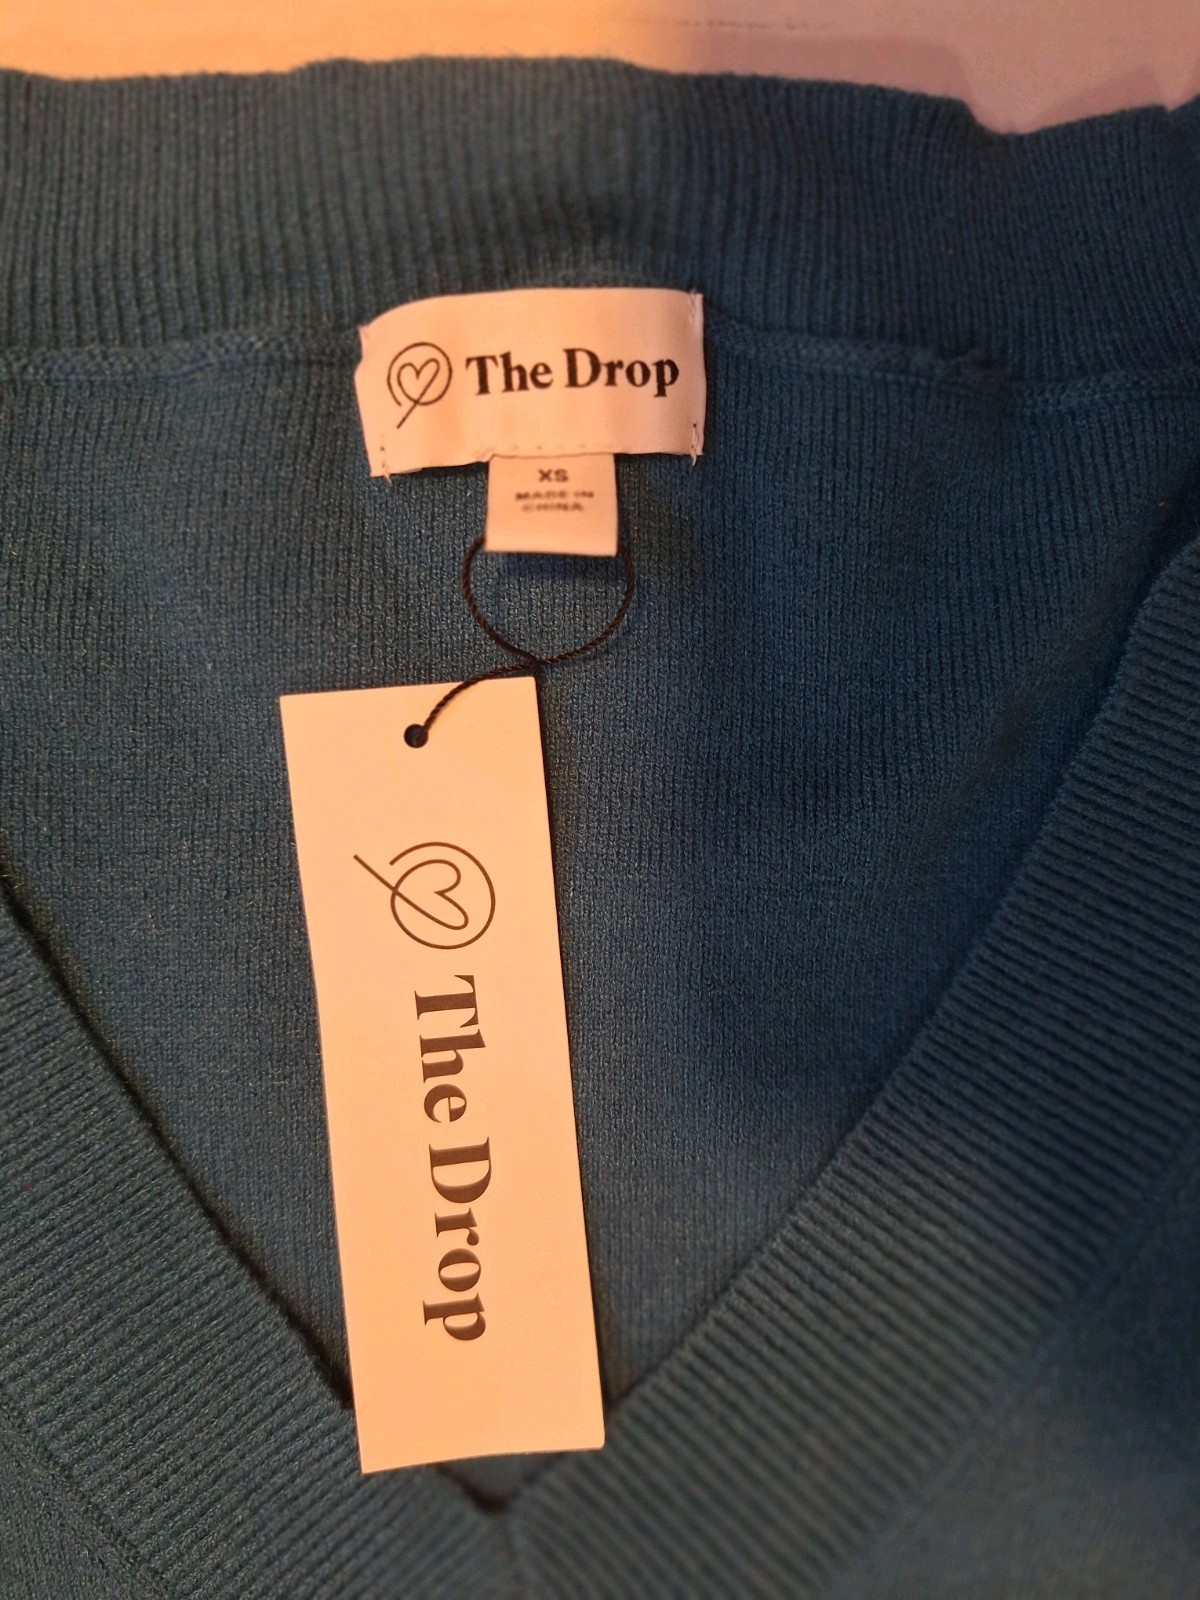 The Drop
XS
MADE IN
CHINA
The Drop